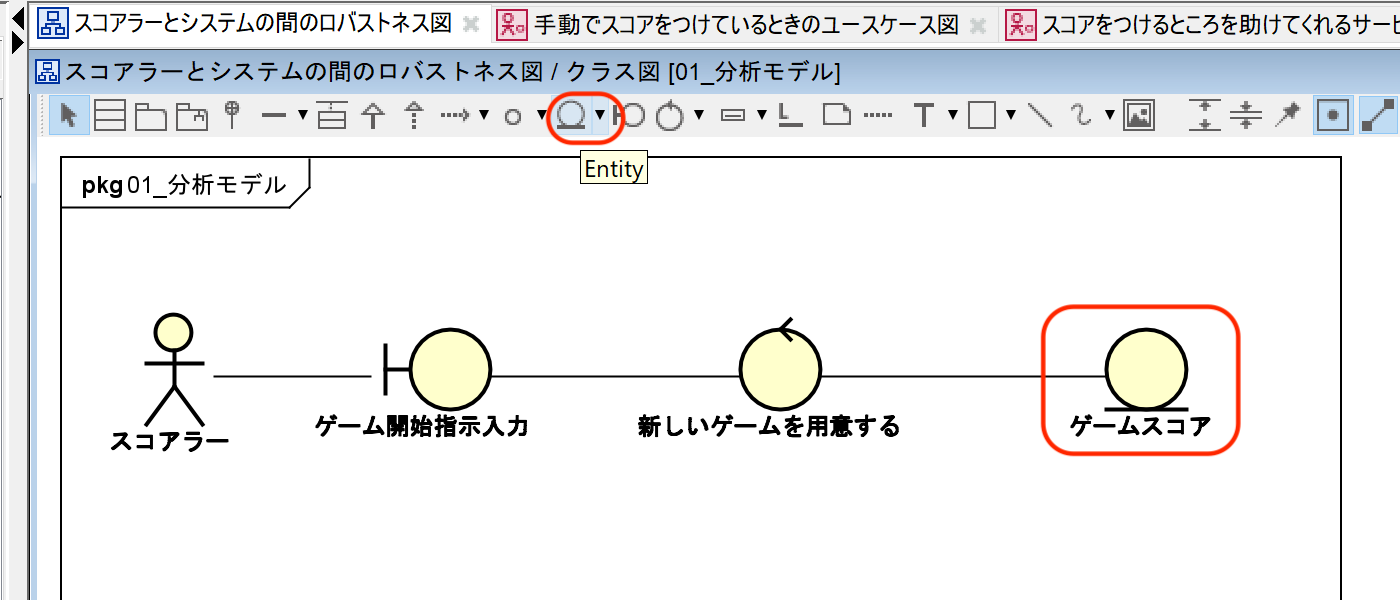 スコアラーとシステムの間のロバストネス図
手動でスコアをつけているときのユースケース図
スコアをつけるところを助けてくれるサービ
スコアラーとシステムの間のロバストネス図 / クラス図 [01_分析モデル]
T
Entity
pkg 01_分析モデル
スコアラー
ゲーム開始指示入力
新しいゲームを用意する
ゲームスコア